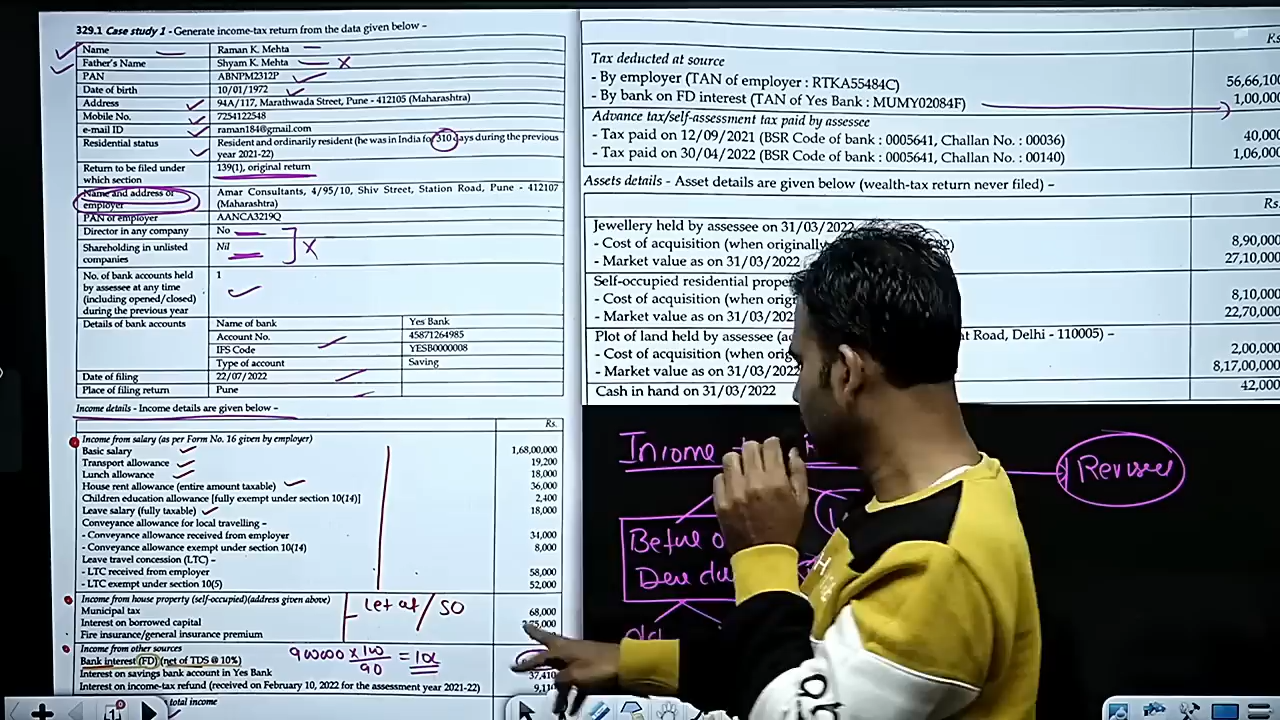 329.1 Case study 1 - Generate income-tax return from the data given below –
Name Raman K. Mehta
Father's Name Shyam K. Mehta X
PAN ABNPM2312P
Date of birth 10/01/1972
Address 94A/117, Marathwada Street, Pune - 412105 (Maharashtra)
Mobile No. 7254122548
e-mail ID raman184@gmail.com
Residential status Resident and ordinarily resident (he was in India for 310 days during the previous year 2021-22)
Return to be filed under which section 139(1), original return
Name and address of employer Amar Consultants, 4/95/10, Shiv Street, Station Road, Pune - 412107 (Maharashtra)
PAN of employer AANCA3219Q
Director in any company No
Shareholding in unlisted companies Nil X
No. of bank accounts held by assessee at any time (including opened/closed) during the previous year 1
Details of bank accounts Name of bank Yes Bank
Account No. 45871264985
IFS Code YESB0000008
Type of account Saving
Date of filing 22/07/2022
Place of filing return Pune
Income details - Income details are given below –
Rs.
Income from salary (as per Form No. 16 given by employer)
Basic salary 1,68,00,000
Transport allowance 19,200
Lunch allowance 18,000
House rent allowance (entire amount taxable) 36,000
Children education allowance [fully exempt under section 10(14)] 2,400
Leave salary (fully taxable) 18,000
Conveyance allowance for local travelling –
- Conveyance allowance received from employer 31,000
- Conveyance allowance exempt under section 10(14) 8,000
Leave travel concession (LTC) –
- LTC received from employer 58,000
- LTC exempt under section 10(5) 52,000
Income from house property (self-occupied)(address given above)
Let out / SO
Municipal tax 68,000
Interest on borrowed capital
Fire insurance/general insurance premium
Income from other sources
Bank interest (FD) (net of TDS @ 10%) 900000 × 100 / 90 = 10L
Interest on savings bank account in Yes Bank 37,410
Interest on income-tax refund (received on February 10, 2022 for the assessment year 2021-22)
total income
Rs
Tax deducted at source
- By employer (TAN of employer : RTKA55484C) 56,66,100
- By bank on FD interest (TAN of Yes Bank : MUMY02084F) 1,00,000
Advance tax/self-assessment tax paid by assessee
- Tax paid on 12/09/2021 (BSR Code of bank : 0005641, Challan No. : 00036) 40,000
- Tax paid on 30/04/2022 (BSR Code of bank : 0005641, Challan No. : 00140) 1,06,000
Assets details - Asset details are given below (wealth-tax return never filed) –
Rs.
Jewellery held by assessee on 31/03/2022
- Cost of acquisition (when originally 8,90,000
- Market value as on 31/03/2022 27,10,000
Self-occupied residential
- Cost of acquisition (when 8,10,000
- Market value as on 31/03/2022 22,70,000
Plot of land held by assessee Road, Delhi - 110005) –
- Cost of acquisition (when 2,00,000
- Market value as on 31/03/2022 8,17,00,000
Cash in hand on 31/03/2022 42,000
Income
Revised
Before
Due